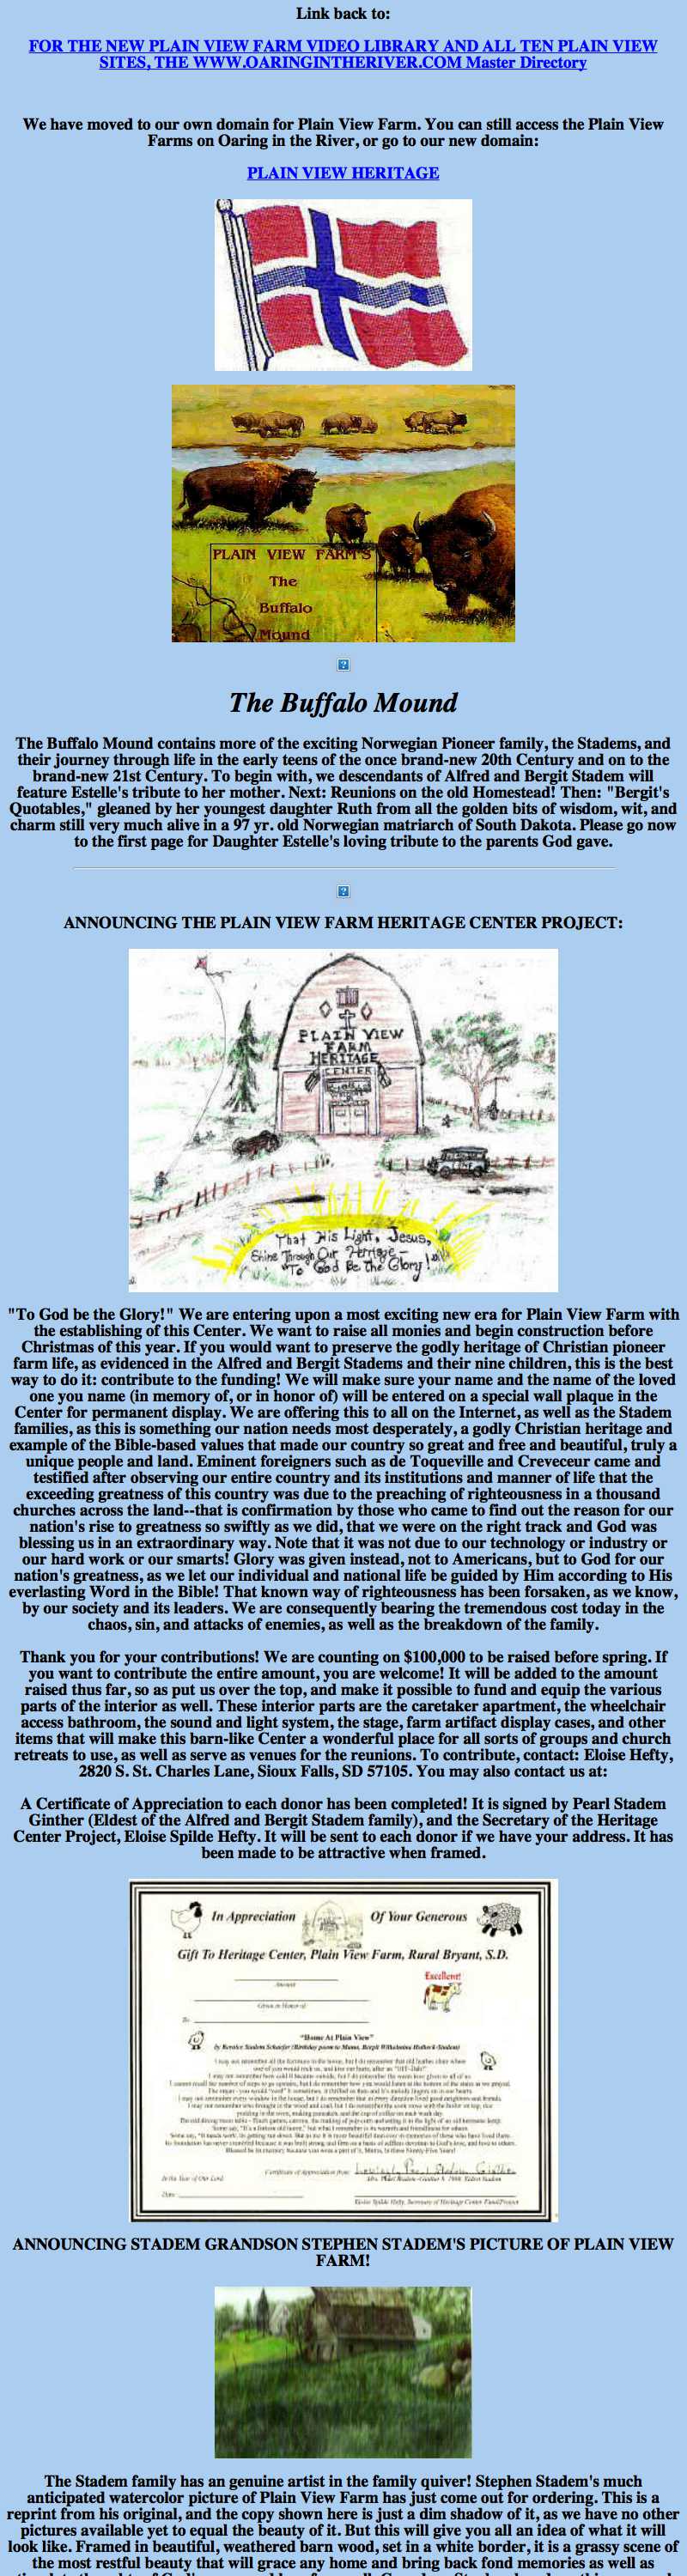 Link back to:
FOR THE NEW PLAIN VIEW FARM VIDEO LIBRARY AND ALL TEN PLAIN VIEW
SITES, THE WWW.OARINGINTHERIVER.COM Master Directory
We have moved to our own domain for Plain View Farm. You can still access the Plain View
Farms on Oaring in the River, or go to our new domain:
PLAIN VIEW HERITAGE
PLAIN VIEW FARM'S
The
Buffalo
Mound
The Buffalo Mound
The Buffalo Mound contains more of the exciting Norwegian Pioneer family, the Stadems, and
their journey through life in the early teens of the once brand-new 20th Century and on to the
brand-new 21st Century. To begin with, we descendants of Alfred and Bergit Stadem will
feature Estelle's tribute to her mother. Next: Reunions on the old Homestead! Then: "Bergit's
Quotables," gleaned by her youngest daughter Ruth from all the golden bits of wisdom, wit, and
charm still very much alive in a 97 yr. old Norwegian matriarch of South Dakota. Please go now
to the first page for Daughter Estelle's loving tribute to the parents God gave.
ANNOUNCING THE PLAIN VIEW FARM HERITAGE CENTER PROJECT:
PLAIN VIEW
FARM
HERITAGE
CENTER
That His Light, Jesus,
Shine Through Our Heritage -
"To God Be the Glory!"
"To God be the Glory!" We are entering upon a most exciting new era for Plain View Farm with
the establishing of this Center. We want to raise all monies and begin construction before
Christmas of this year. If you would want to preserve the godly heritage of Christian pioneer
farm life, as evidenced in the Alfred and Bergit Stadems and their nine children, this is the best
way to do it: contribute to the funding! We will make sure your name and the name of the loved
one you name (in memory of, or in honor of) will be entered on a special wall plaque in the
Center for permanent display. We are offering this to all on the Internet, as well as the Stadem
families, as this is something our nation needs most desperately, a godly Christian heritage and
example of the Bible-based values that made our country so great and free and beautiful, truly a
unique people and land. Eminent foreigners such as de Toqueville and Creveceur came and
testified after observing our entire country and its institutions and manner of life that the
exceeding greatness of this country was due to the preaching of righteousness in a thousand
churches across the land--that is confirmation by those who came to find out the reason for our
nation's rise to greatness so swiftly as we did, that we were on the right track and God was
blessing us in an extraordinary way. Note that it was not due to our technology or industry or
our hard work or our smarts! Glory was given instead, not to Americans, but to God for our
nation's greatness, as we let our individual and national life be guided by Him according to His
everlasting Word in the Bible! That known way of righteousness has been forsaken, as we know,
by our society and its leaders. We are consequently bearing the tremendous cost today in the
chaos, sin, and attacks of enemies, as well as the breakdown of the family.
Thank you for your contributions! We are counting on $100,000 to be raised before spring. If
you want to contribute the entire amount, you are welcome! It will be added to the amount
raised thus far, so as put us over the top, and make it possible to fund and equip the various
parts of the interior as well. These interior parts are the caretaker apartment, the wheelchair
access bathroom, the sound and light system, the stage, farm artifact display cases, and other
items that will make this barn-like Center a wonderful place for all sorts of groups and church
retreats to use, as well as serve as venues for the reunions. To contribute, contact: Eloise Hefty,
2820 S. St. Charles Lane, Sioux Falls, SD 57105. You may also contact us at:
A Certificate of Appreciation to each donor has been completed! It is signed by Pearl Stadem
Ginther (Eldest of the Alfred and Bergit Stadem family), and the Secretary of the Heritage
Center Project, Eloise Spilde Hefty. It will be sent to each donor if we have your address. It has
been made to be attractive when framed.
In Appreciation Of Your Generous
Gift To Heritage Center, Plain View Farm, Rural Bryant, S.D.
Amount
Excellent!
Given in Honor of:
To
"Home At Plain View"
In the Year of Our Lord
Date
ANNOUNCING STADEM GRANDSON STEPHEN STADEM'S PICTURE OF PLAIN VIEW
FARM!
The Stadem family has an genuine artist in the family quiver! Stephen Stadem's much
anticipated watercolor picture of Plain View Farm has just come out for ordering. This is a
reprint from his original, and the copy shown here is just a dim shadow of it, as we have no other
pictures available yet to equal the beauty of it. But this will give you all an idea of what it will
look like. Framed in beautiful, weathered barn wood, set in a white border, it is a grassy scene of
the most restful beauty that will grace any home and bring back fond memories as well as